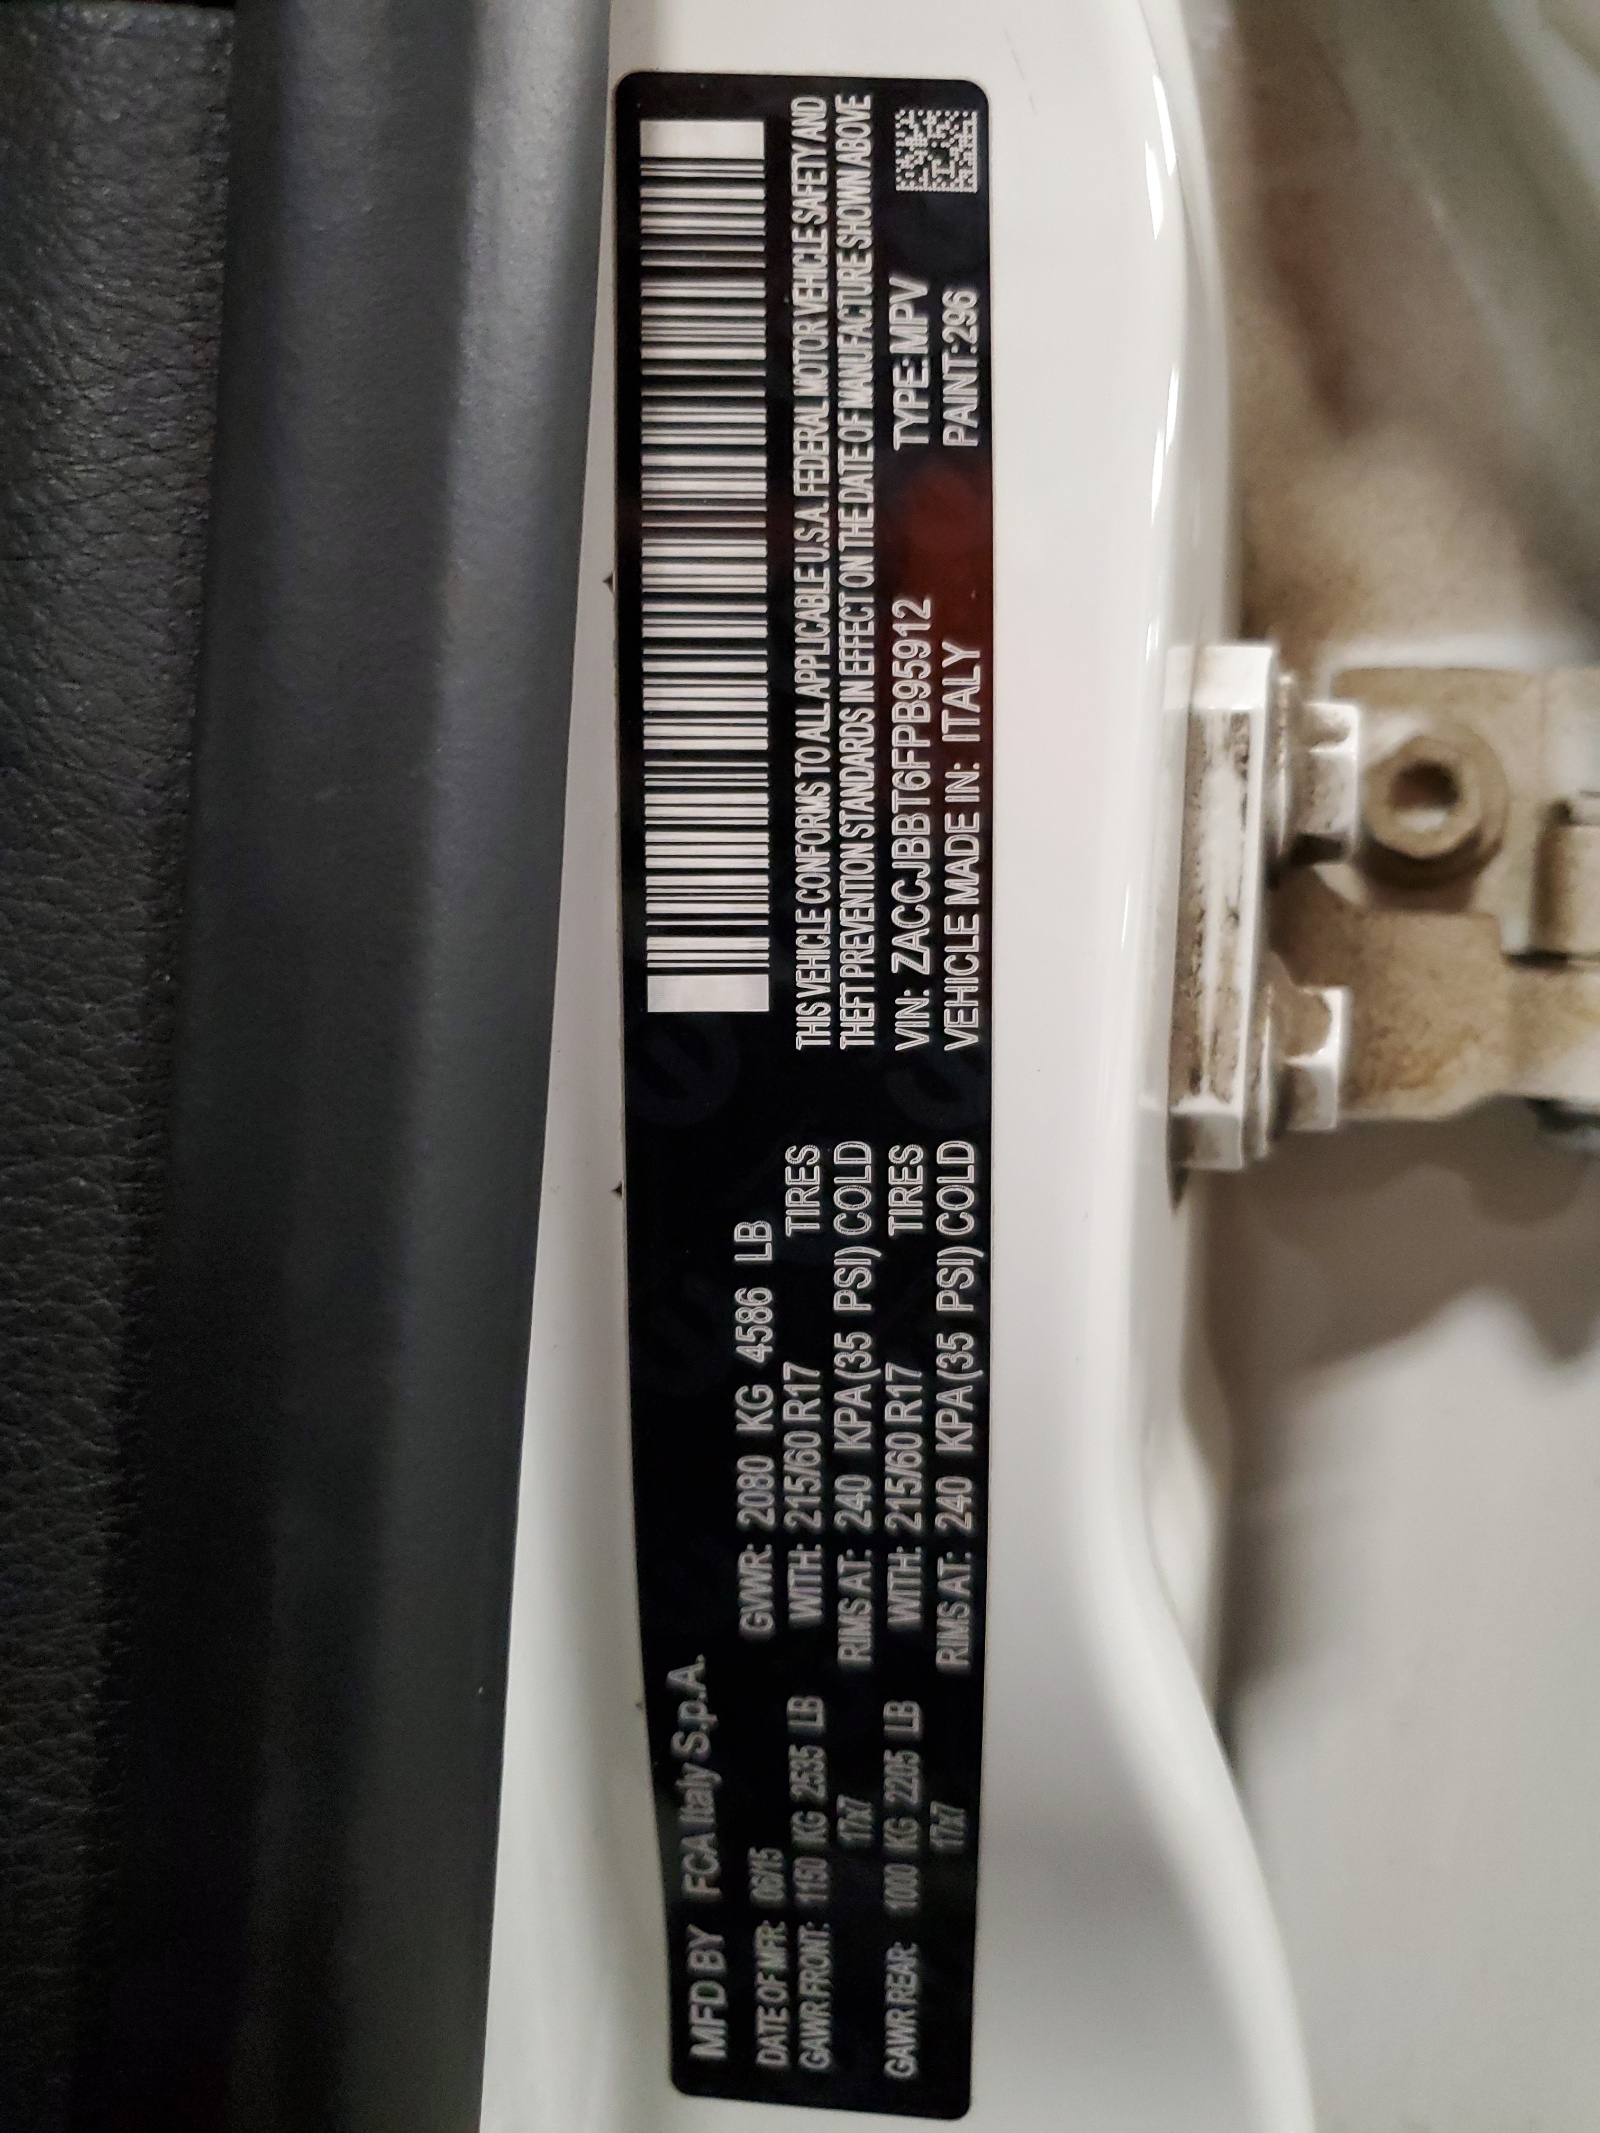 MFD BY FCA Italy S.p.A.
DATE OF MFR: 06/15 GVWR: 2080 KG 4586 LB
GAWR FRONT: 1150 KG 2535 LB WITH: 215/60 R17 TIRES
17x7 RIMS AT: 240 KPA(35 PSI) COLD
GAWR REAR: 1000 KG 2205 LB WITH: 215/60 R17 TIRES
17x7 RIMS AT: 240 KPA(35 PSI) COLD
THIS VEHICLE CONFORMS TO ALL APPLICABLE U.S.A. FEDERAL MOTOR VEHICLE SAFETY AND
THEFT PREVENTION STANDARDS IN EFFECT ON THE DATE OF MANUFACTURE SHOWN ABOVE
VIN: ZACCJBBT6FPB95912 TYPE: MPV
VEHICLE MADE IN: ITALY PAINT:296